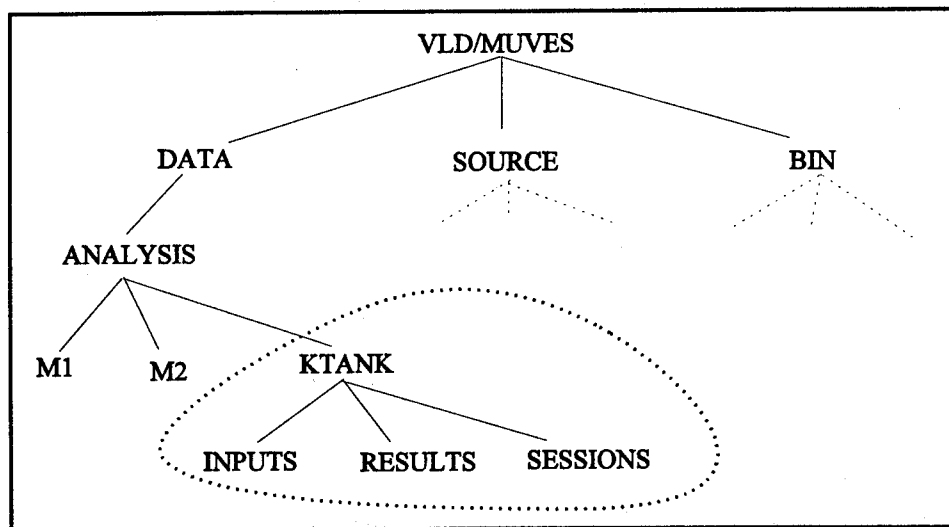 VLD/MUVES
DATA SOURCE BIN
ANALYSIS
M1 M2 KTANK
INPUTS RESULTS SESSIONS